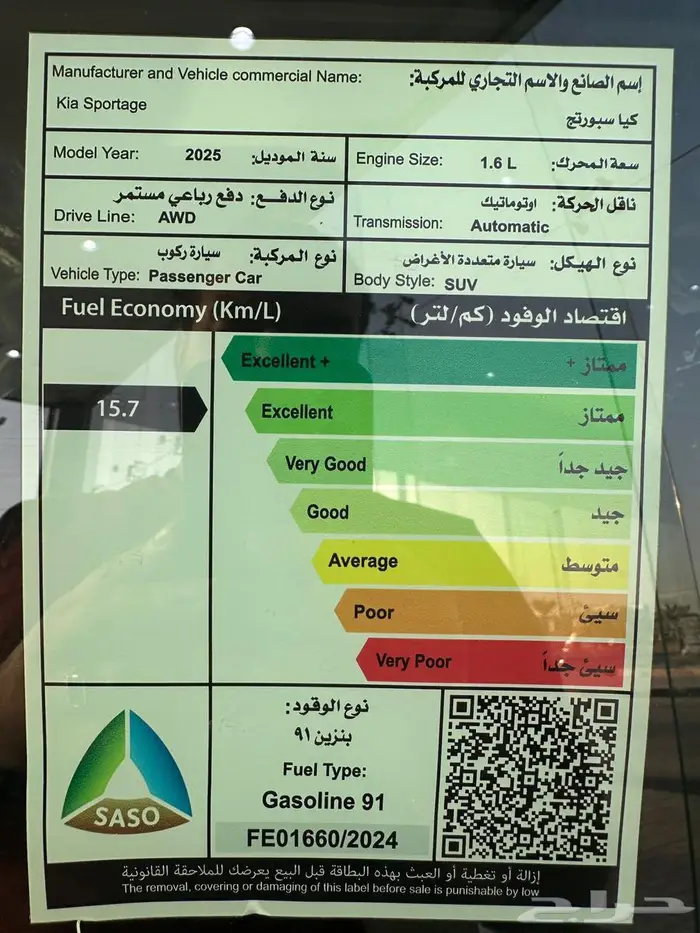 Manufacturer and Vehicle commercial Name: إسم الصانع والاسم التجاري للمركبة:
Kia Sportage كيا سبورتج
Model Year: 2025 سنة الموديل:
Engine Size: 1.6 L سعة المحرك:
نوع الدفـع: دفع رباعي مستمر
Drive Line: AWD
ناقل الحركة: اوتوماتيك
Transmission: Automatic
نوع المركبة: سيارة ركوب
Vehicle Type: Passenger Car
نوع الهيكل: سيارة متعددة الأغراض
Body Style: SUV
Fuel Economy (Km/L) اقتصاد الوفود (كم/لتر)
Excellent + ممتاز +
15.7
Excellent ممتاز
Very Good جيد جداً
Good جيد
Average متوسط
Poor سيئ
Very Poor سيئ جداً
SASO
نوع الوقود:
بنزين ٩١
Fuel Type:
Gasoline 91
FE01660/2024
إزالة أو تغطية أو العبث بهذه البطاقة قبل البيع يعرضك للملاحقة القانونية
The removal, covering or damaging of this label before sale is punishable by low
حراج